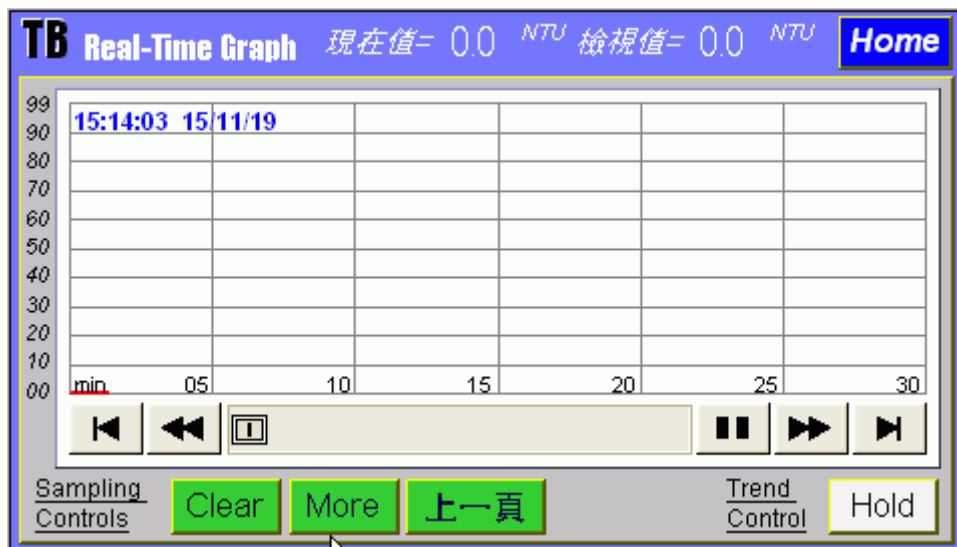 TB Real-Time Graph 現在值= 0.0 NTU 檢視值= 0.0 NTU Home
99
90
80
70
60
50
40
30
20
10
00
15:14:03 15/11/19
min 05 10 15 20 25 30
Sampling Controls
Clear More 上一頁
Trend Control
Hold